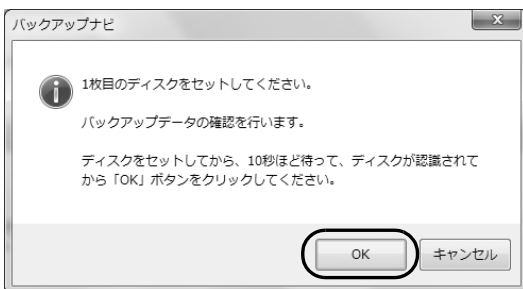 バックアップナビ
1枚目のディスクをセットしてください。
バックアップデータの確認を行います。
ディスクをセットしてから、10秒ほど待って、ディスクが認識されて
から「OK」ボタンをクリックしてください。
OK
キャンセル